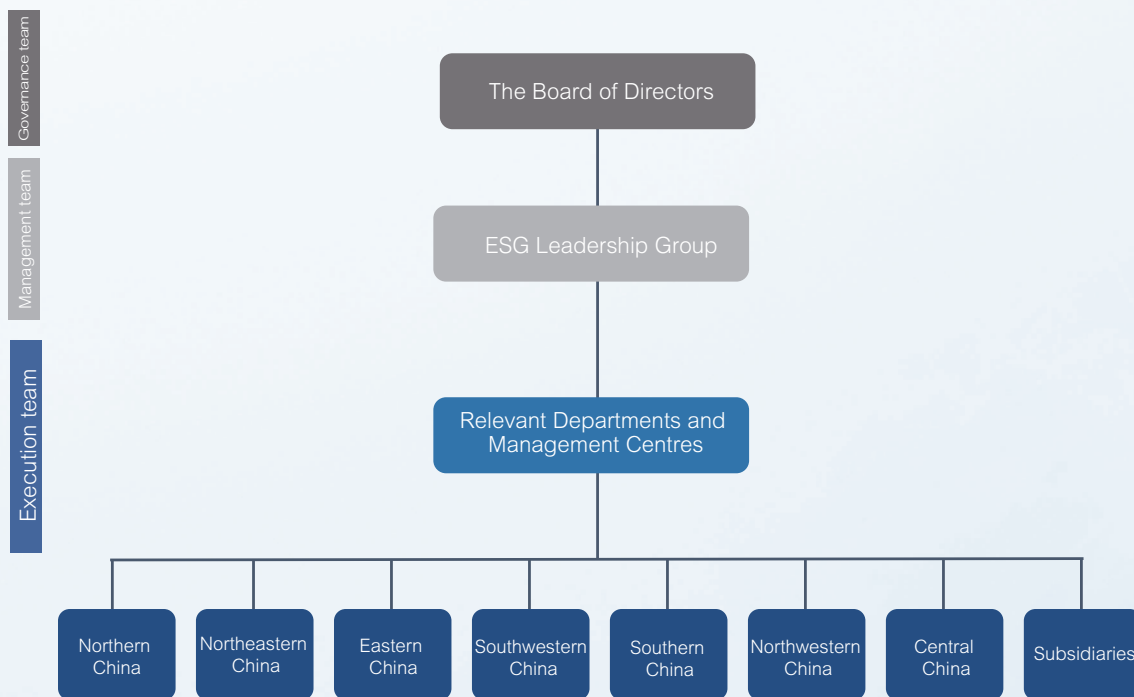 Governance team
The Board of Directors
Management team
ESG Leadership Group
Execution team
Relevant Departments and
Management Centres
Northern
China
Northeastern
China
Eastern
China
Southwestern
China
Southern
China
Northwestern
China
Central
China
Subsidiaries